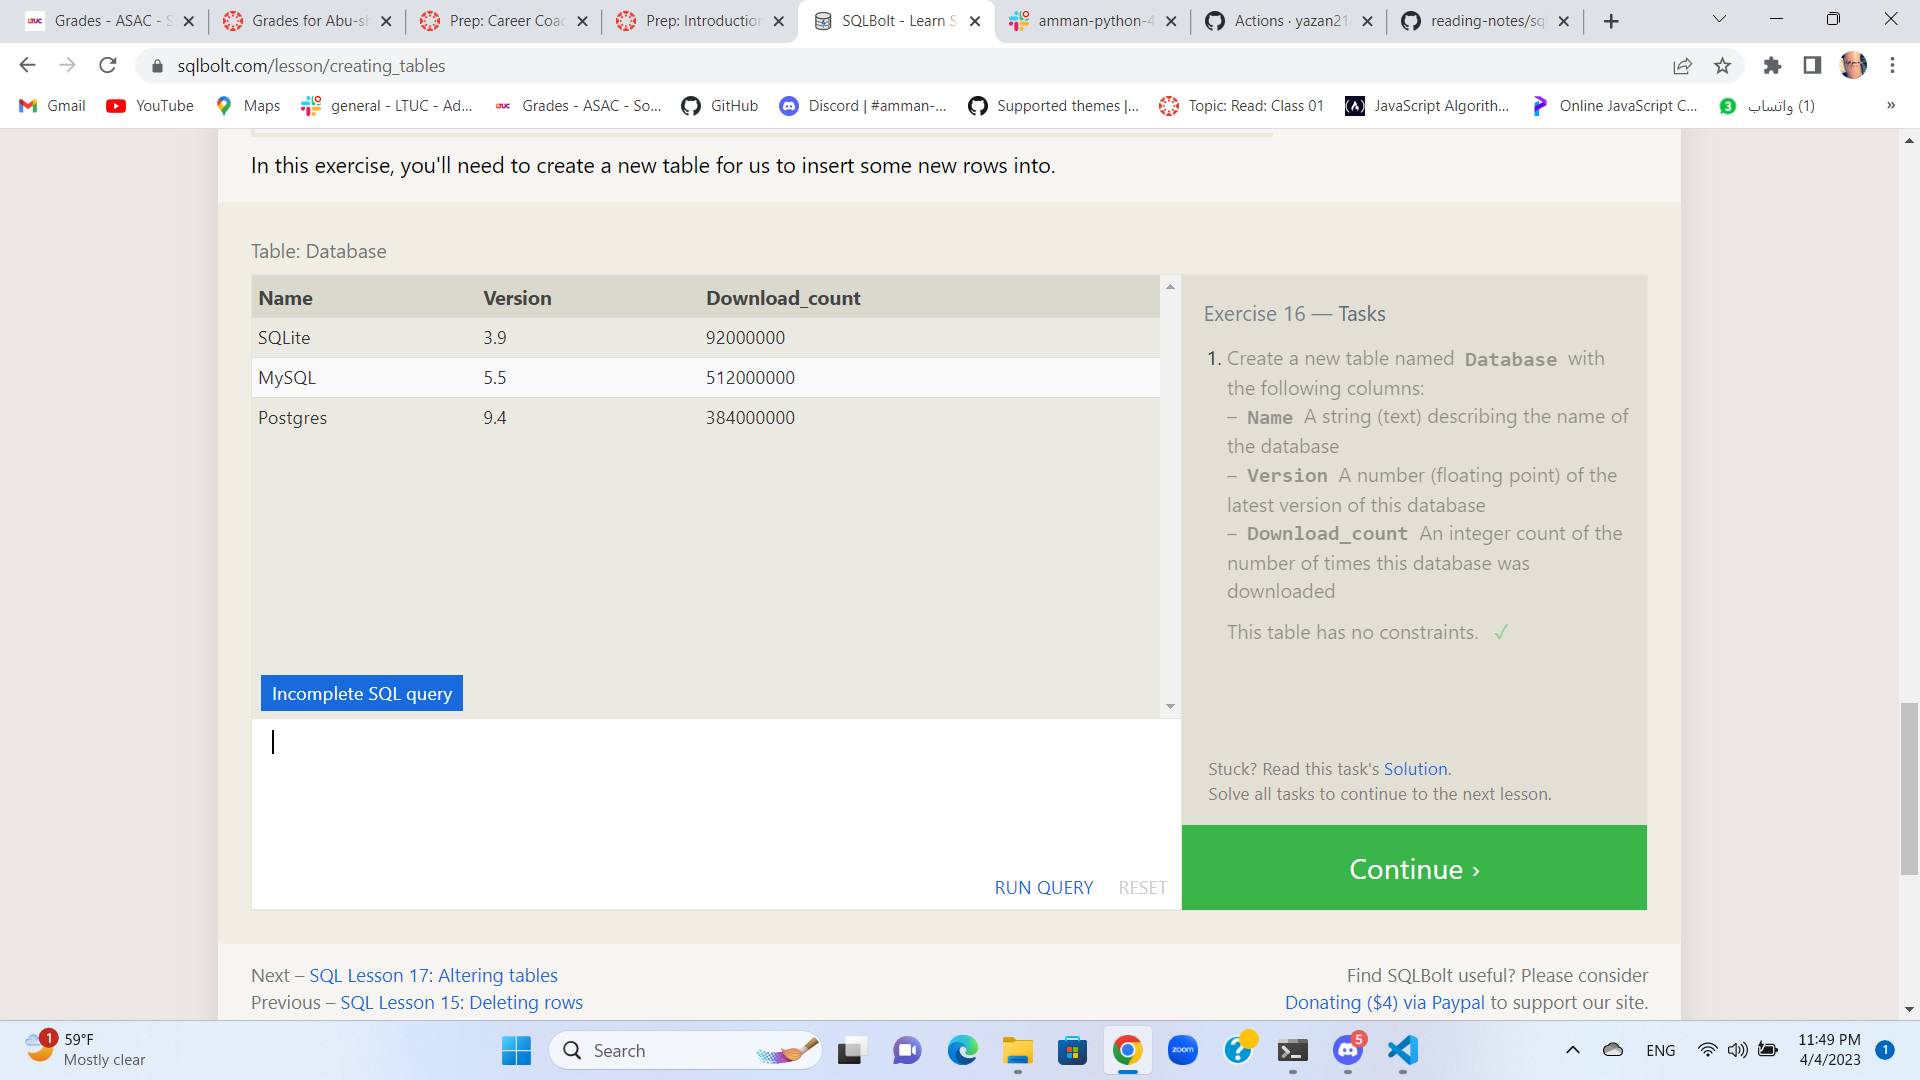 Grades - ASAC - S
Grades for Abu-sh
Prep: Career Coac
Prep: Introduction
SQLBolt - Learn S
amman-python-4
Actions · yazan21
reading-notes/sql
sqlbolt.com/lesson/creating_tables
Gmail
YouTube
Maps
general - LTUC - Ad...
Grades - ASAC - So...
GitHub
Discord | #amman-...
Supported themes |...
Topic: Read: Class 01
JavaScript Algorith...
Online JavaScript C...
3
(1) واتساب
»
In this exercise, you'll need to create a new table for us to insert some new rows into.
Table: Database
Name Version Download_count
SQLite 3.9 92000000
MySQL 5.5 512000000
Postgres 9.4 384000000
Incomplete SQL query
RUN QUERY RESET
Exercise 16 — Tasks
1. Create a new table named Database with
the following columns:
– Name A string (text) describing the name of
the database
– Version A number (floating point) of the
latest version of this database
– Download_count An integer count of the
number of times this database was
downloaded
This table has no constraints. ✓
Stuck? Read this task's Solution.
Solve all tasks to continue to the next lesson.
Continue ›
Next – SQL Lesson 17: Altering tables
Previous – SQL Lesson 15: Deleting rows
Find SQLBolt useful? Please consider
Donating ($4) via Paypal to support our site.
1
59°F
Mostly clear
Search
zoom
5
ENG
11:49 PM
4/4/2023
1